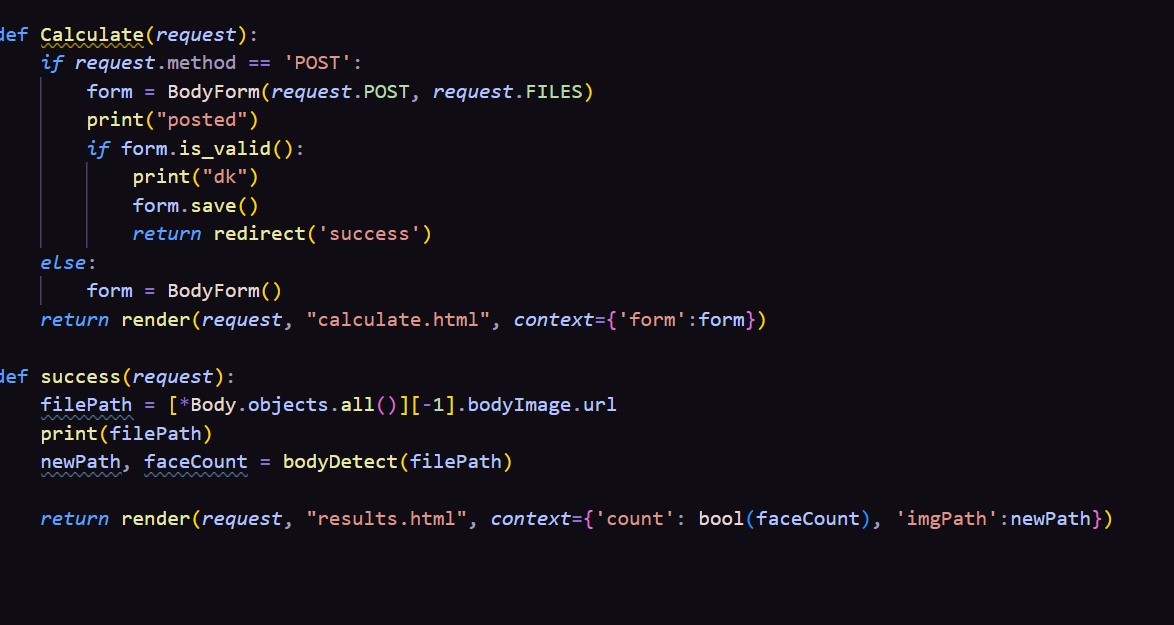 def Calculate(request):
    if request.method == 'POST':
        form = BodyForm(request.POST, request.FILES)
        print("posted")
        if form.is_valid():
            print("dk")
            form.save()
            return redirect('success')
    else:
        form = BodyForm()
    return render(request, "calculate.html", context={'form':form})

def success(request):
    filePath = [*Body.objects.all()][-1].bodyImage.url
    print(filePath)
    newPath, faceCount = bodyDetect(filePath)

    return render(request, "results.html", context={'count': bool(faceCount), 'imgPath':newPath})